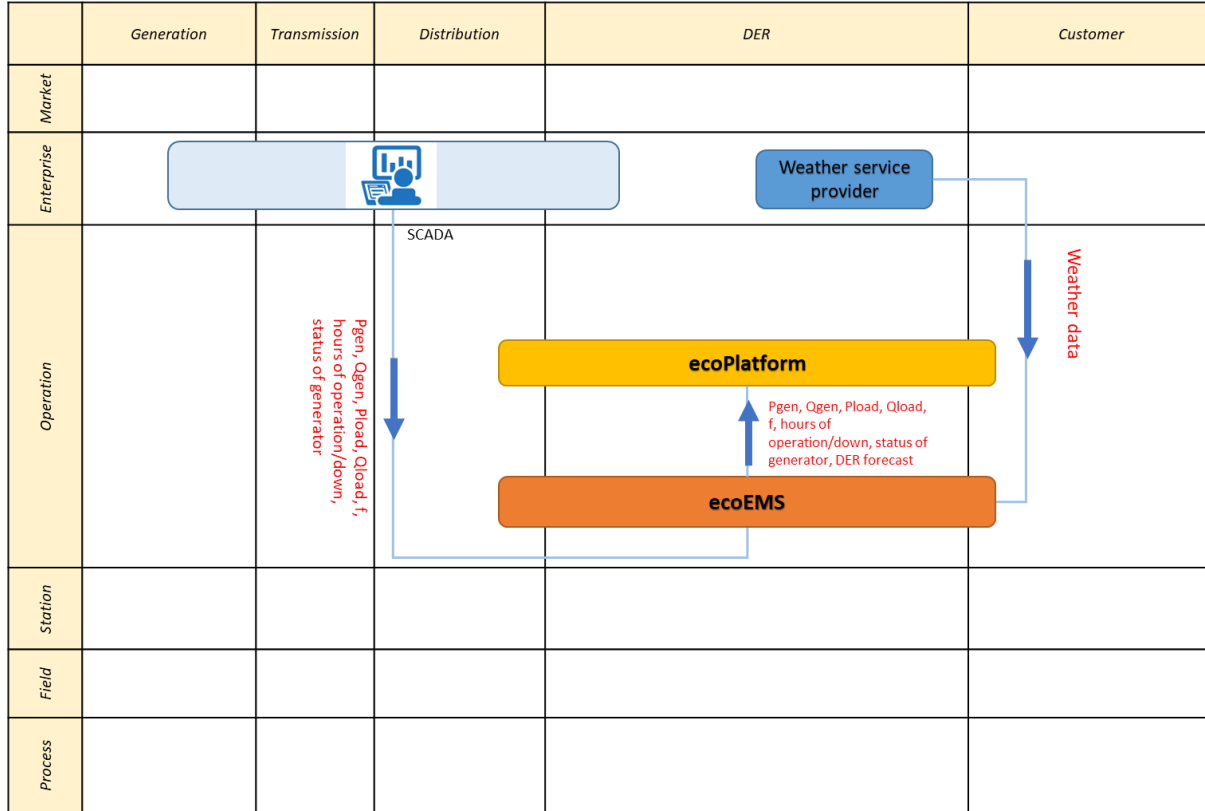 Generation
Transmission
Distribution
DER
Customer
Market
Enterprise
Weather service
provider
SCADA
Operation
Pgen, Qgen, Pload, Qload, f,
hours of operation/down,
status of generator
Weather data
ecoPlatform
Pgen, Qgen, Pload, Qload,
f, hours of
operation/down, status of
generator, DER forecast
ecoEMS
Station
Field
Process